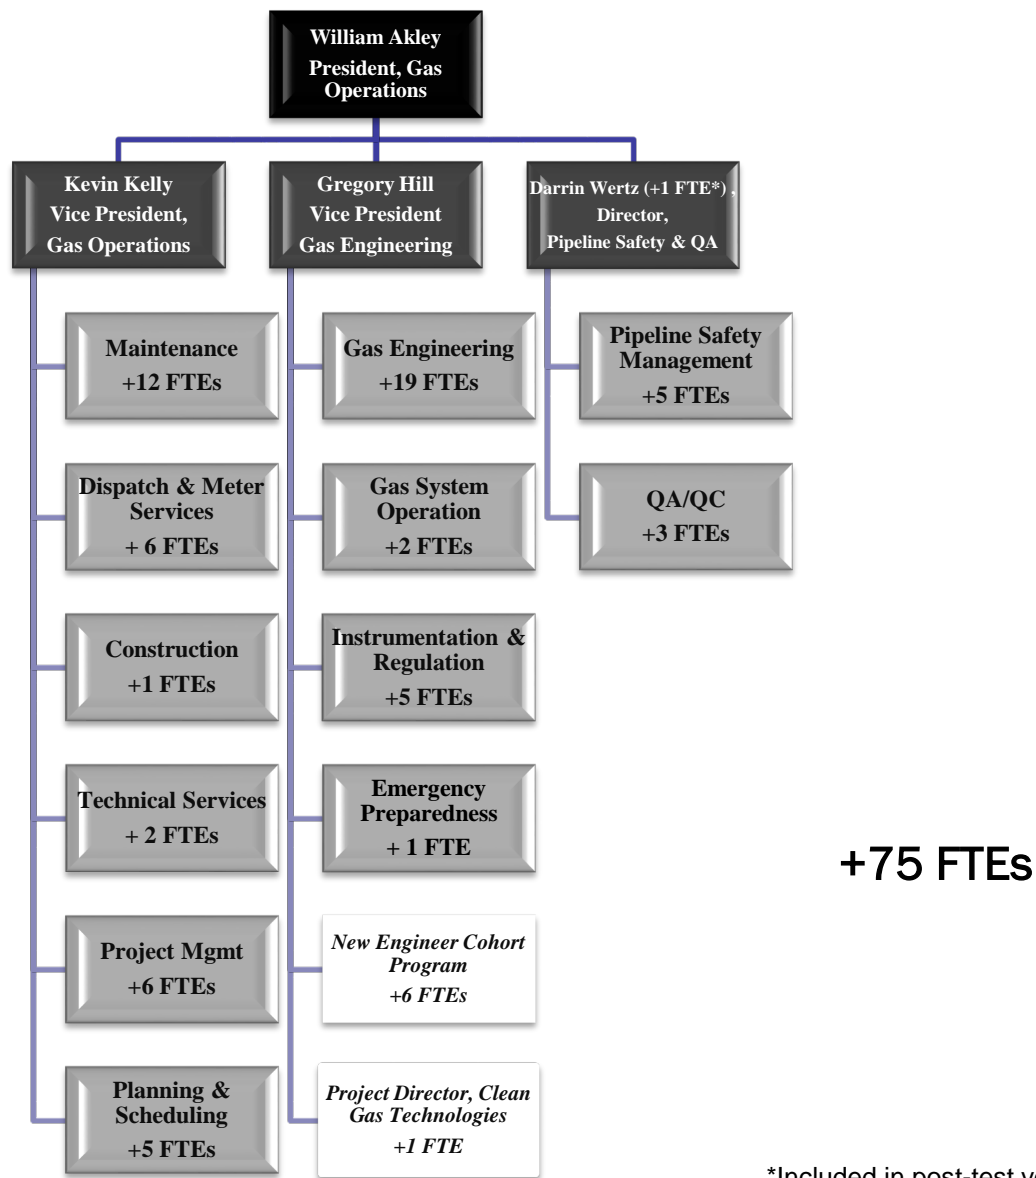 William Akley
President, Gas
Operations
Kevin Kelly
Vice President,
Gas Operations
Gregory Hill
Vice President
Gas Engineering
Darrin Wertz (+1 FTE*) ,
Director,
Pipeline Safety & QA
Maintenance
+12 FTEs
Dispatch & Meter
Services
+ 6 FTEs
Construction
+1 FTEs
Technical Services
+ 2 FTEs
Project Mgmt
+6 FTEs
Planning &
Scheduling
+5 FTEs
Gas Engineering
+19 FTEs
Gas System
Operation
+2 FTEs
Instrumentation &
Regulation
+5 FTEs
Emergency
Preparedness
+ 1 FTE
New Engineer Cohort
Program
+6 FTEs
Project Director, Clean
Gas Technologies
+1 FTE
Pipeline Safety
Management
+5 FTEs
QA/QC
+3 FTEs
+75 FTEs
*Included in post-test